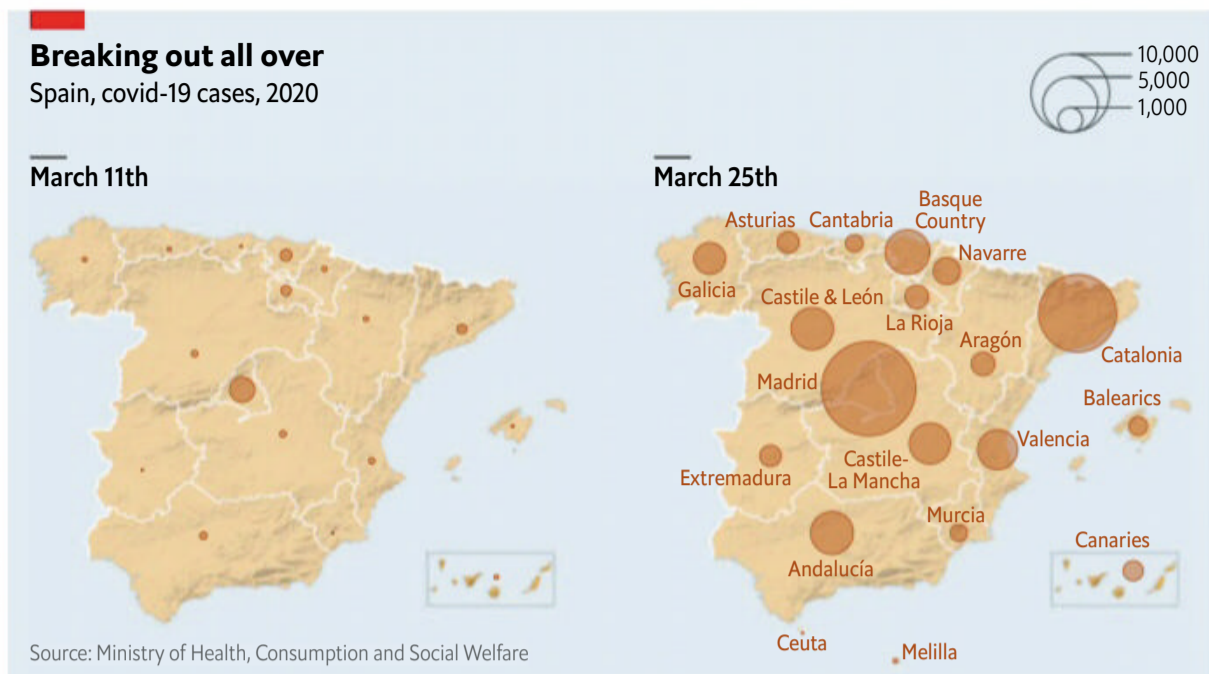 Breaking out all over
Spain, covid-19 cases, 2020
10,000
5,000
1,000
March 11th
March 25th
Asturias
Cantabria
Basque
Country
Navarre
Galicia
Castile & León
La Rioja
Aragón
Catalonia
Madrid
Balearics
Valencia
Extremadura
Castile-
La Mancha
Murcia
Canaries
Andalucía
Ceuta
Melilla
Source: Ministry of Health, Consumption and Social Welfare